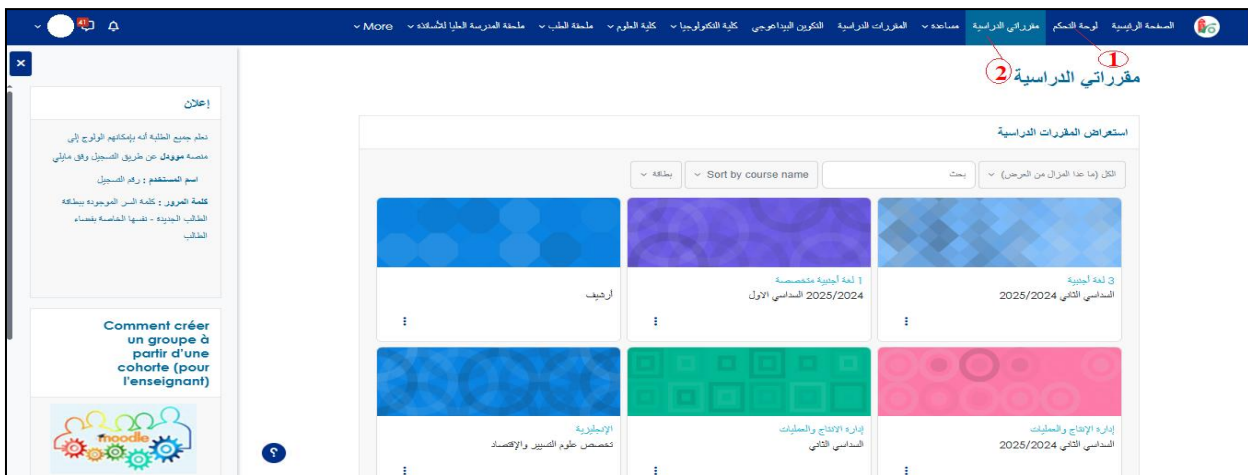 الصفحة الرئيسية لوحة التحكم مقرراتي الدراسية مساعدة المقررات الدراسية التكوين البيداغوجي كلية التكنولوجيا كلية العلوم ملحقة الطب ملحقة المدرسة العليا للأساتذة More
41
1
2
مقرراتي الدراسية
استعراض المقررات الدراسية
الكل (ما عدا المزال من العرض) بحث Sort by course name بطاقة
3 لغة أجنبية
السداسي الثاني 2025/2024
1 لغة أجنبية متخصصة
2025/2024 السداسي الاول
أرشيف
إدارة الإنتاج والعمليات
السداسي الثاني 2025/2024
إدارة الانتاج والعمليات
السداسي الثاني
الإنجليزية
تخصص علوم التسيير والإقتصاد
إعلان
نعلم جميع الطلبة أنه بإمكانهم الولوج إلى
منصة موودل عن طريق التسجيل وفق مايلي
اسم المستخدم : رقم التسجيل
كلمة المرور : كلمة السر الموجودة ببطاقة
الطالب الجديدة - نفسها الخاصة بفضاء
الطالب
Comment créer
un groupe à
partir d'une
cohorte (pour
l'enseignant)
moodle
؟